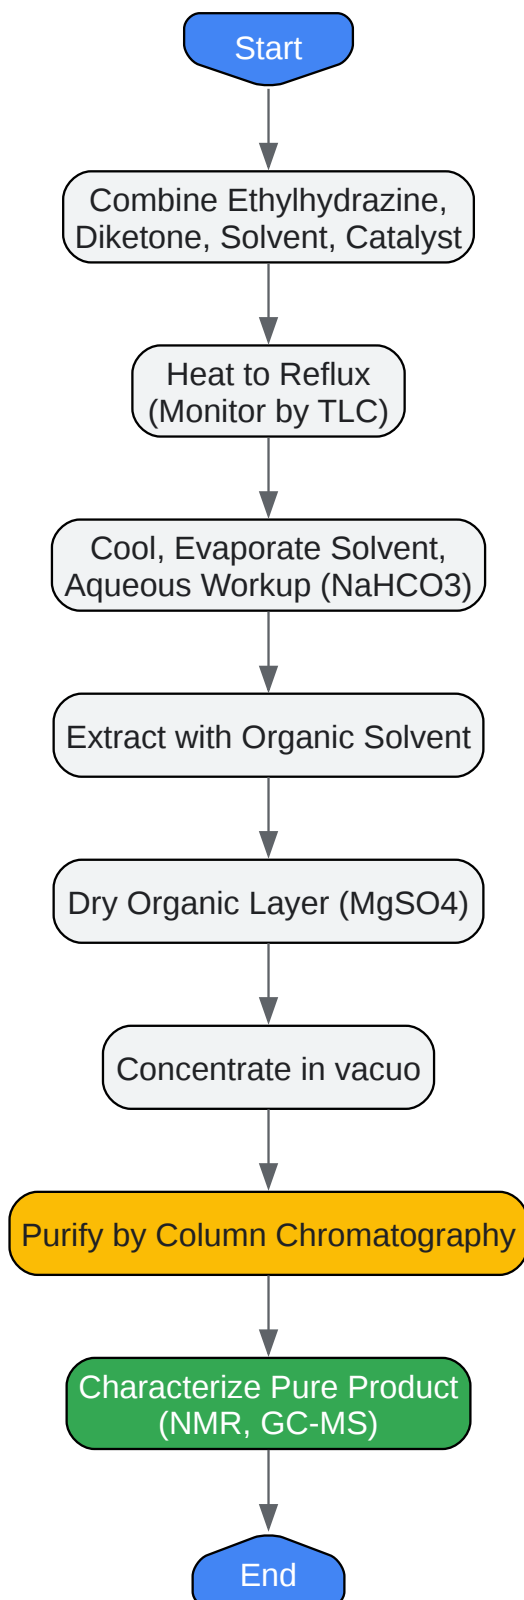 Start
Combine Ethylhydrazine,
Diketone, Solvent, Catalyst
Heat to Reflux
(Monitor by TLC)
Cool, Evaporate Solvent,
Aqueous Workup (NaHCO3)
Extract with Organic Solvent
Dry Organic Layer (MgSO4)
Concentrate in vacuo
Purify by Column Chromatography
Characterize Pure Product
(NMR, GC-MS)
End